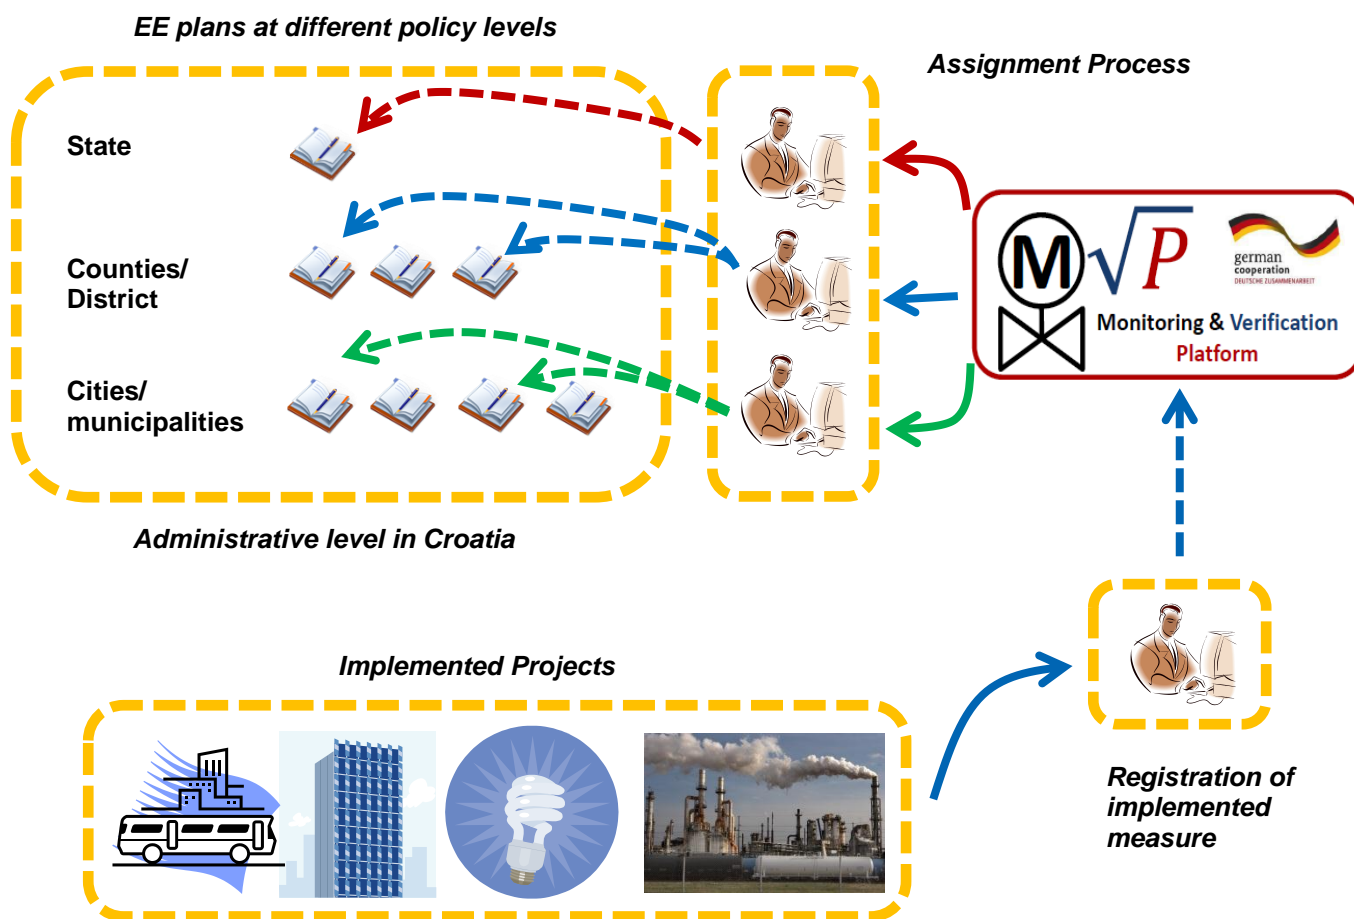 EE plans at different policy levels
Assignment Process
State
Counties/
District
Cities/
municipalities
M
√P
german
cooperation
DEUTSCHE ZUSAMMENARBEIT
Monitoring & Verification
Platform
Administrative level in Croatia
Implemented Projects
Registration of
implemented
measure